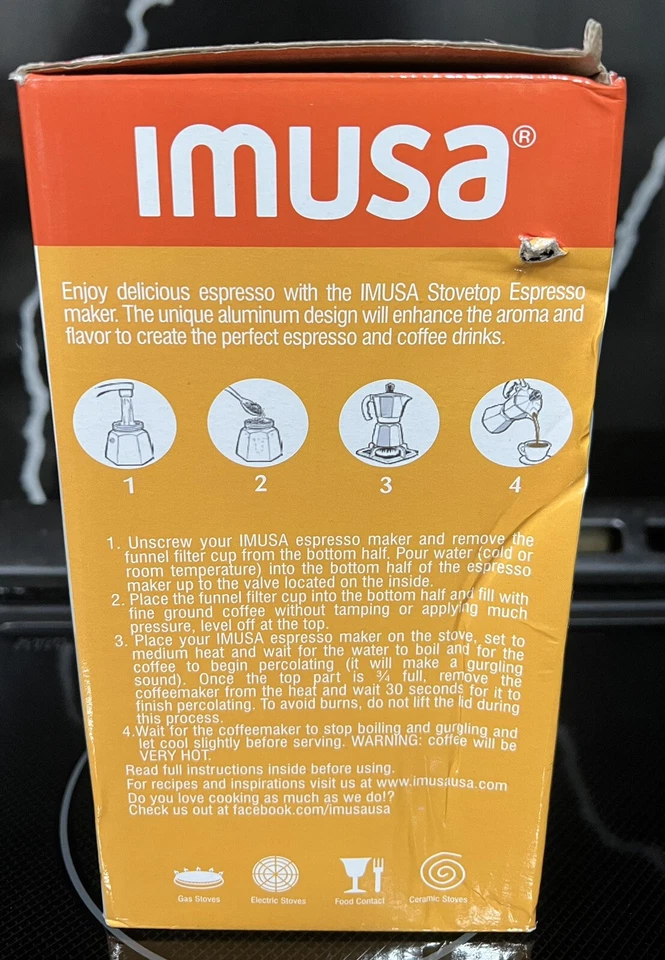 IMUSA®
Enjoy delicious espresso with the IMUSA Stovetop Espresso
maker. The unique aluminum design will enhance the aroma and
flavor to create the perfect espresso and coffee drinks.
1 2 3 4
1. Unscrew your IMUSA espresso maker and remove the
funnel filter cup from the bottom half. Pour water (cold or
room temperature) into the bottom half of the espresso
maker up to the valve located on the inside.
2. Place the funnel filter cup into the bottom half and fill with
fine ground coffee without tamping or applying much
pressure, level off at the top.
3. Place your IMUSA espresso maker on the stove, set to
medium heat and wait for the water to boil and for the
coffee to begin percolating (it will make a gurgling
sound). Once the top part is ¾ full, remove the
coffeemaker from the heat and wait 30 seconds for it to
finish percolating. To avoid burns, do not lift the lid during
this process.
4.Wait for the coffeemaker to stop boiling and gurgling and
let cool slightly before serving. WARNING: coffee will be
VERY HOT.
Read full instructions inside before using.
For recipes and inspirations visit us at www.imusausa.com
Do you love cooking as much as we do!?
Check us out at facebook.com/imusausa
Gas Stoves Electric Stoves Food Contact Ceramic Stoves